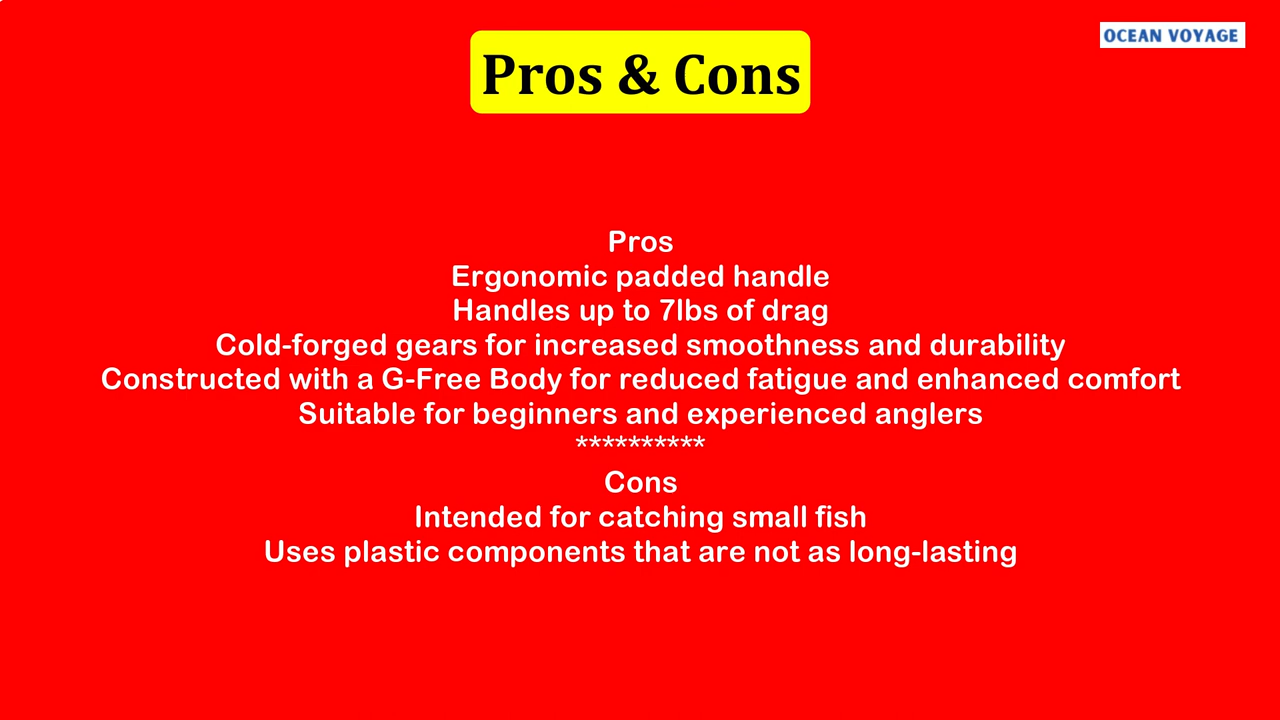 OCEAN VOYAGE
Pros & Cons
Pros
Ergonomic padded handle
Handles up to 7lbs of drag
Cold-forged gears for increased smoothness and durability
Constructed with a G-Free Body for reduced fatigue and enhanced comfort
Suitable for beginners and experienced anglers
**********
Cons
Intended for catching small fish
Uses plastic components that are not as long-lasting